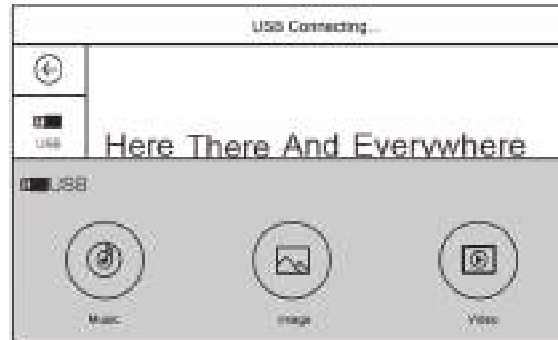 USB Connecting...
USB
Here There And Everywhere
USB
Music
Image
Video